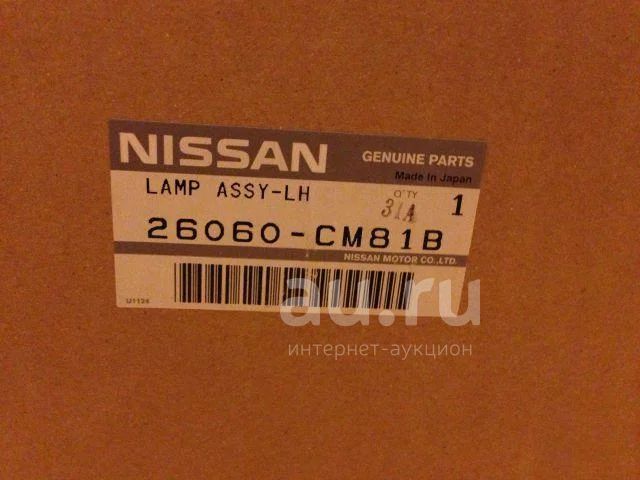 NISSAN
GENUINE PARTS
Made in Japan
LAMP ASSY-LH
Q'TY
31A
1
26060-CM81B
NISSAN MOTOR CO.,LTD.
U1124
au.ru
интернет-аукцион